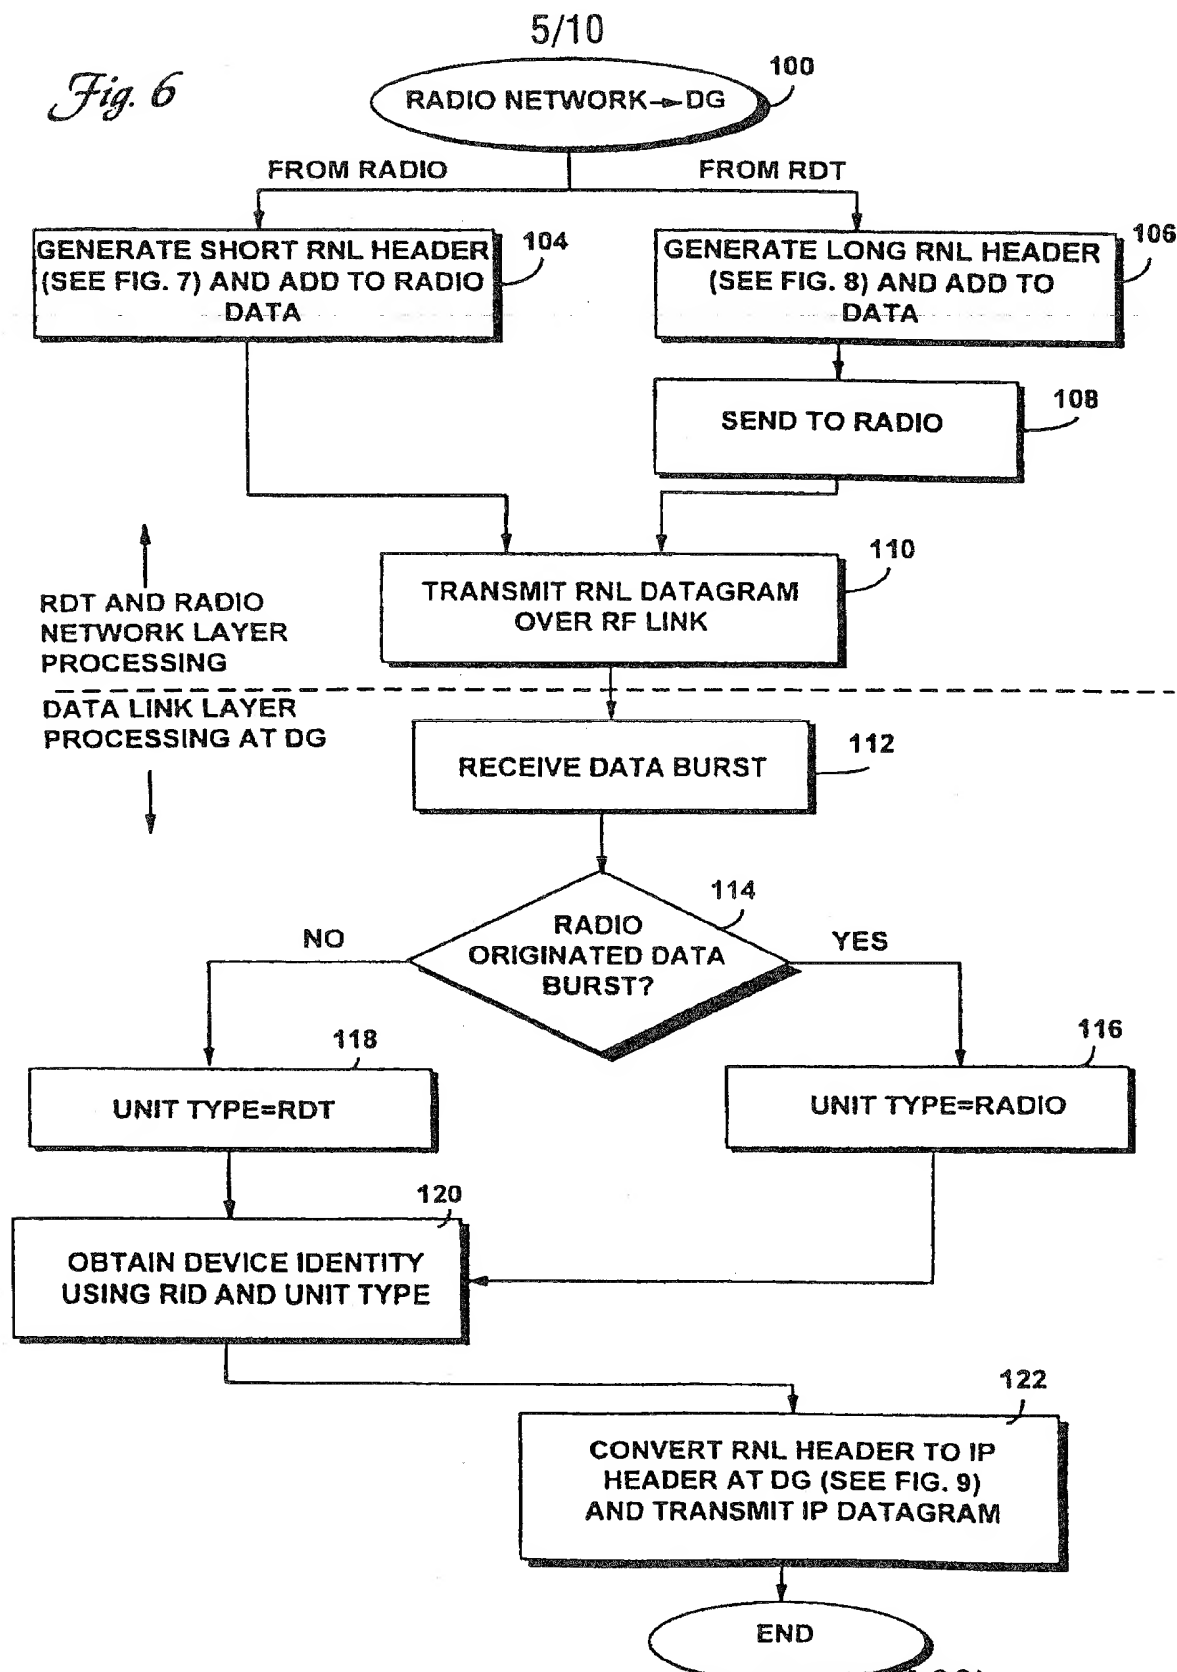 5/10
Fig. 6
RADIO NETWORK→DG
100
FROM RADIO
FROM RDT
GENERATE SHORT RNL HEADER
(SEE FIG. 7) AND ADD TO RADIO
DATA
104
GENERATE LONG RNL HEADER
(SEE FIG. 8) AND ADD TO
DATA
106
SEND TO RADIO
108
TRANSMIT RNL DATAGRAM
OVER RF LINK
110
RDT AND RADIO
NETWORK LAYER
PROCESSING
DATA LINK LAYER
PROCESSING AT DG
RECEIVE DATA BURST
112
RADIO
ORIGINATED DATA
BURST?
114
NO
YES
118
UNIT TYPE=RDT
116
UNIT TYPE=RADIO
120
OBTAIN DEVICE IDENTITY
USING RID AND UNIT TYPE
122
CONVERT RNL HEADER TO IP
HEADER AT DG (SEE FIG. 9)
AND TRANSMIT IP DATAGRAM
END